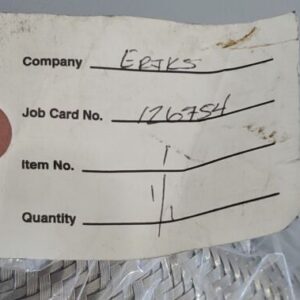 Company ERIKS
Job Card No. 126754
Item No. 1
Quantity 1/1